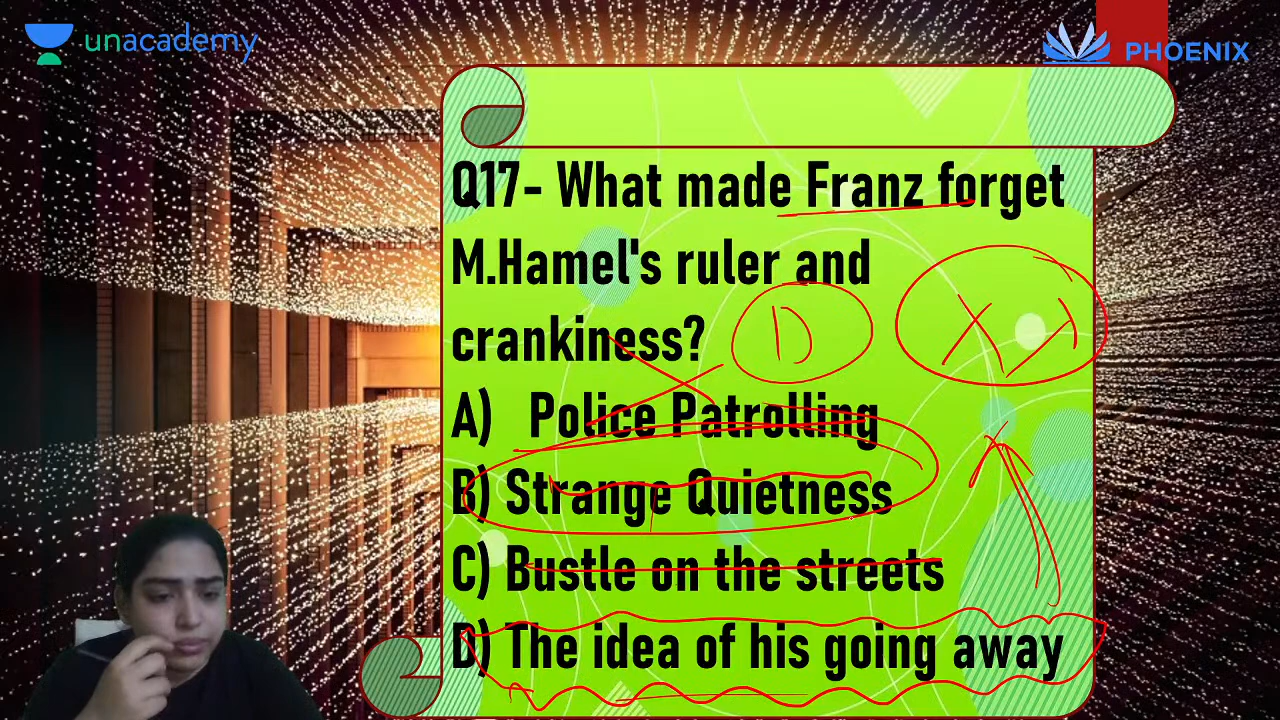 unacademy
PHOENIX
Q17- What made Franz forget
M.Hamel's ruler and
crankiness?
D
A) Police Patrolling
B) Strange Quietness
C) Bustle on the streets
D) The idea of his going away